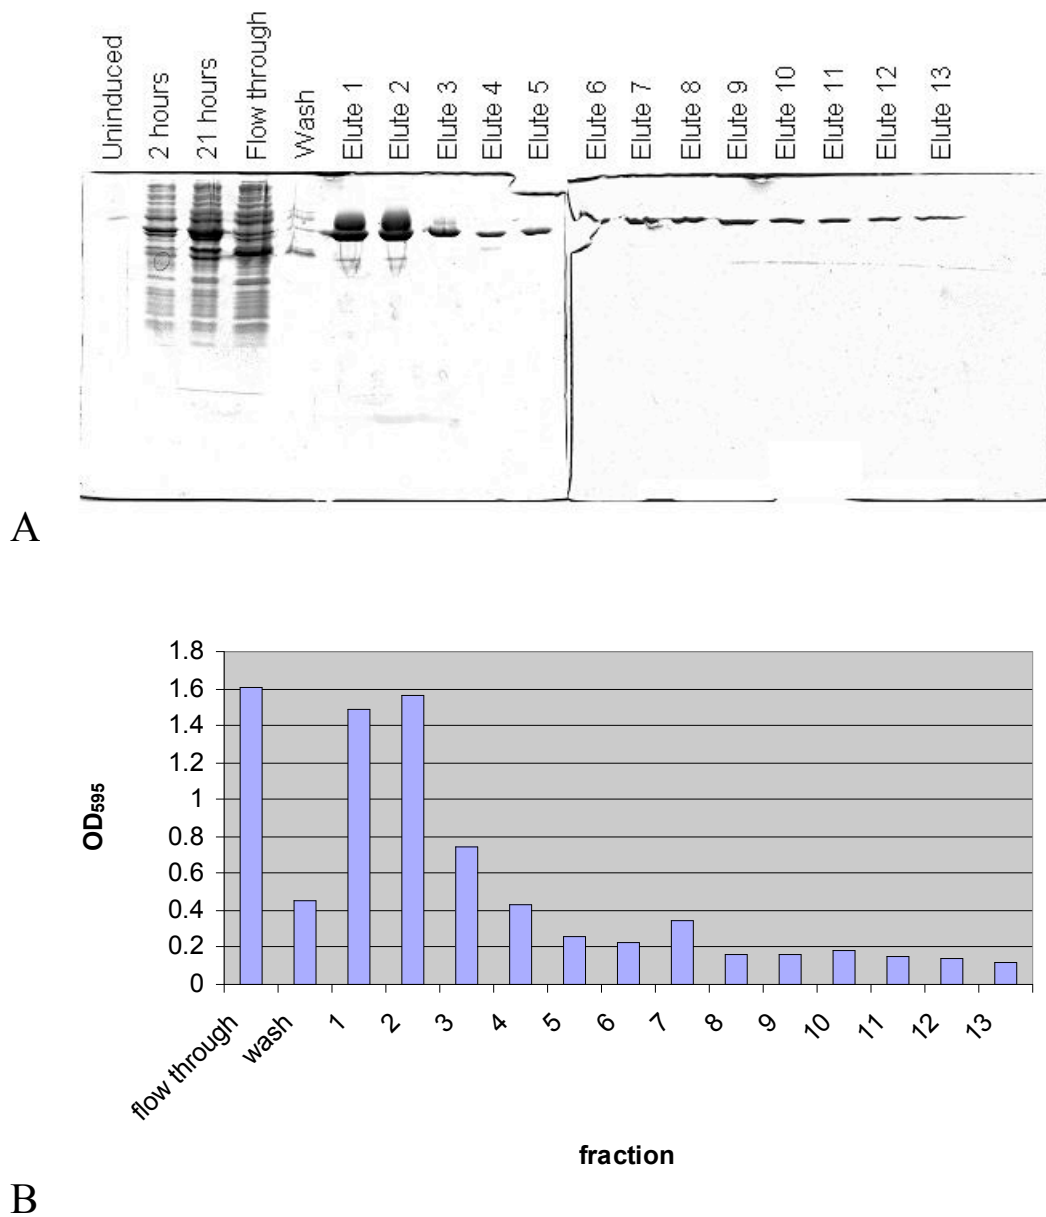 Uninduced
2 hours
21 hours
Flow through
Wash
Elute 1
Elute 2
Elute 3
Elute 4
Elute 5
Elute 6
Elute 7
Elute 8
Elute 9
Elute 10
Elute 11
Elute 12
Elute 13
A
1.8
1.6
1.4
1.2
1
0.8
0.6
0.4
0.2
0
OD595
flow through
wash
1
2
3
4
5
6
7
8
9
10
11
12
13
fraction
B